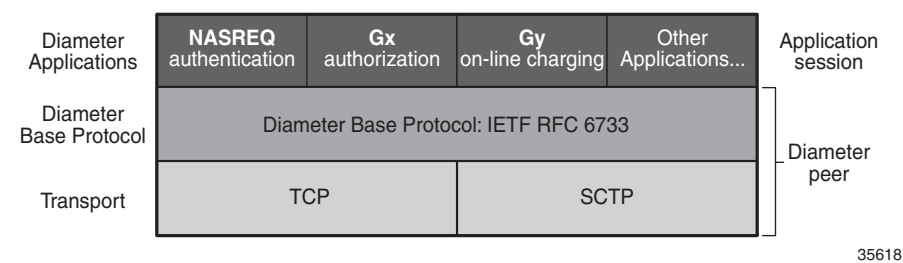 Diameter
Applications
NASREQ
authentication
Gx
authorization
Gy
on-line charging
Other
Applications...
Application
session
Diameter
Base Protocol
Diameter Base Protocol: IETF RFC 6733
Diameter
peer
Transport
TCP
SCTP
35618